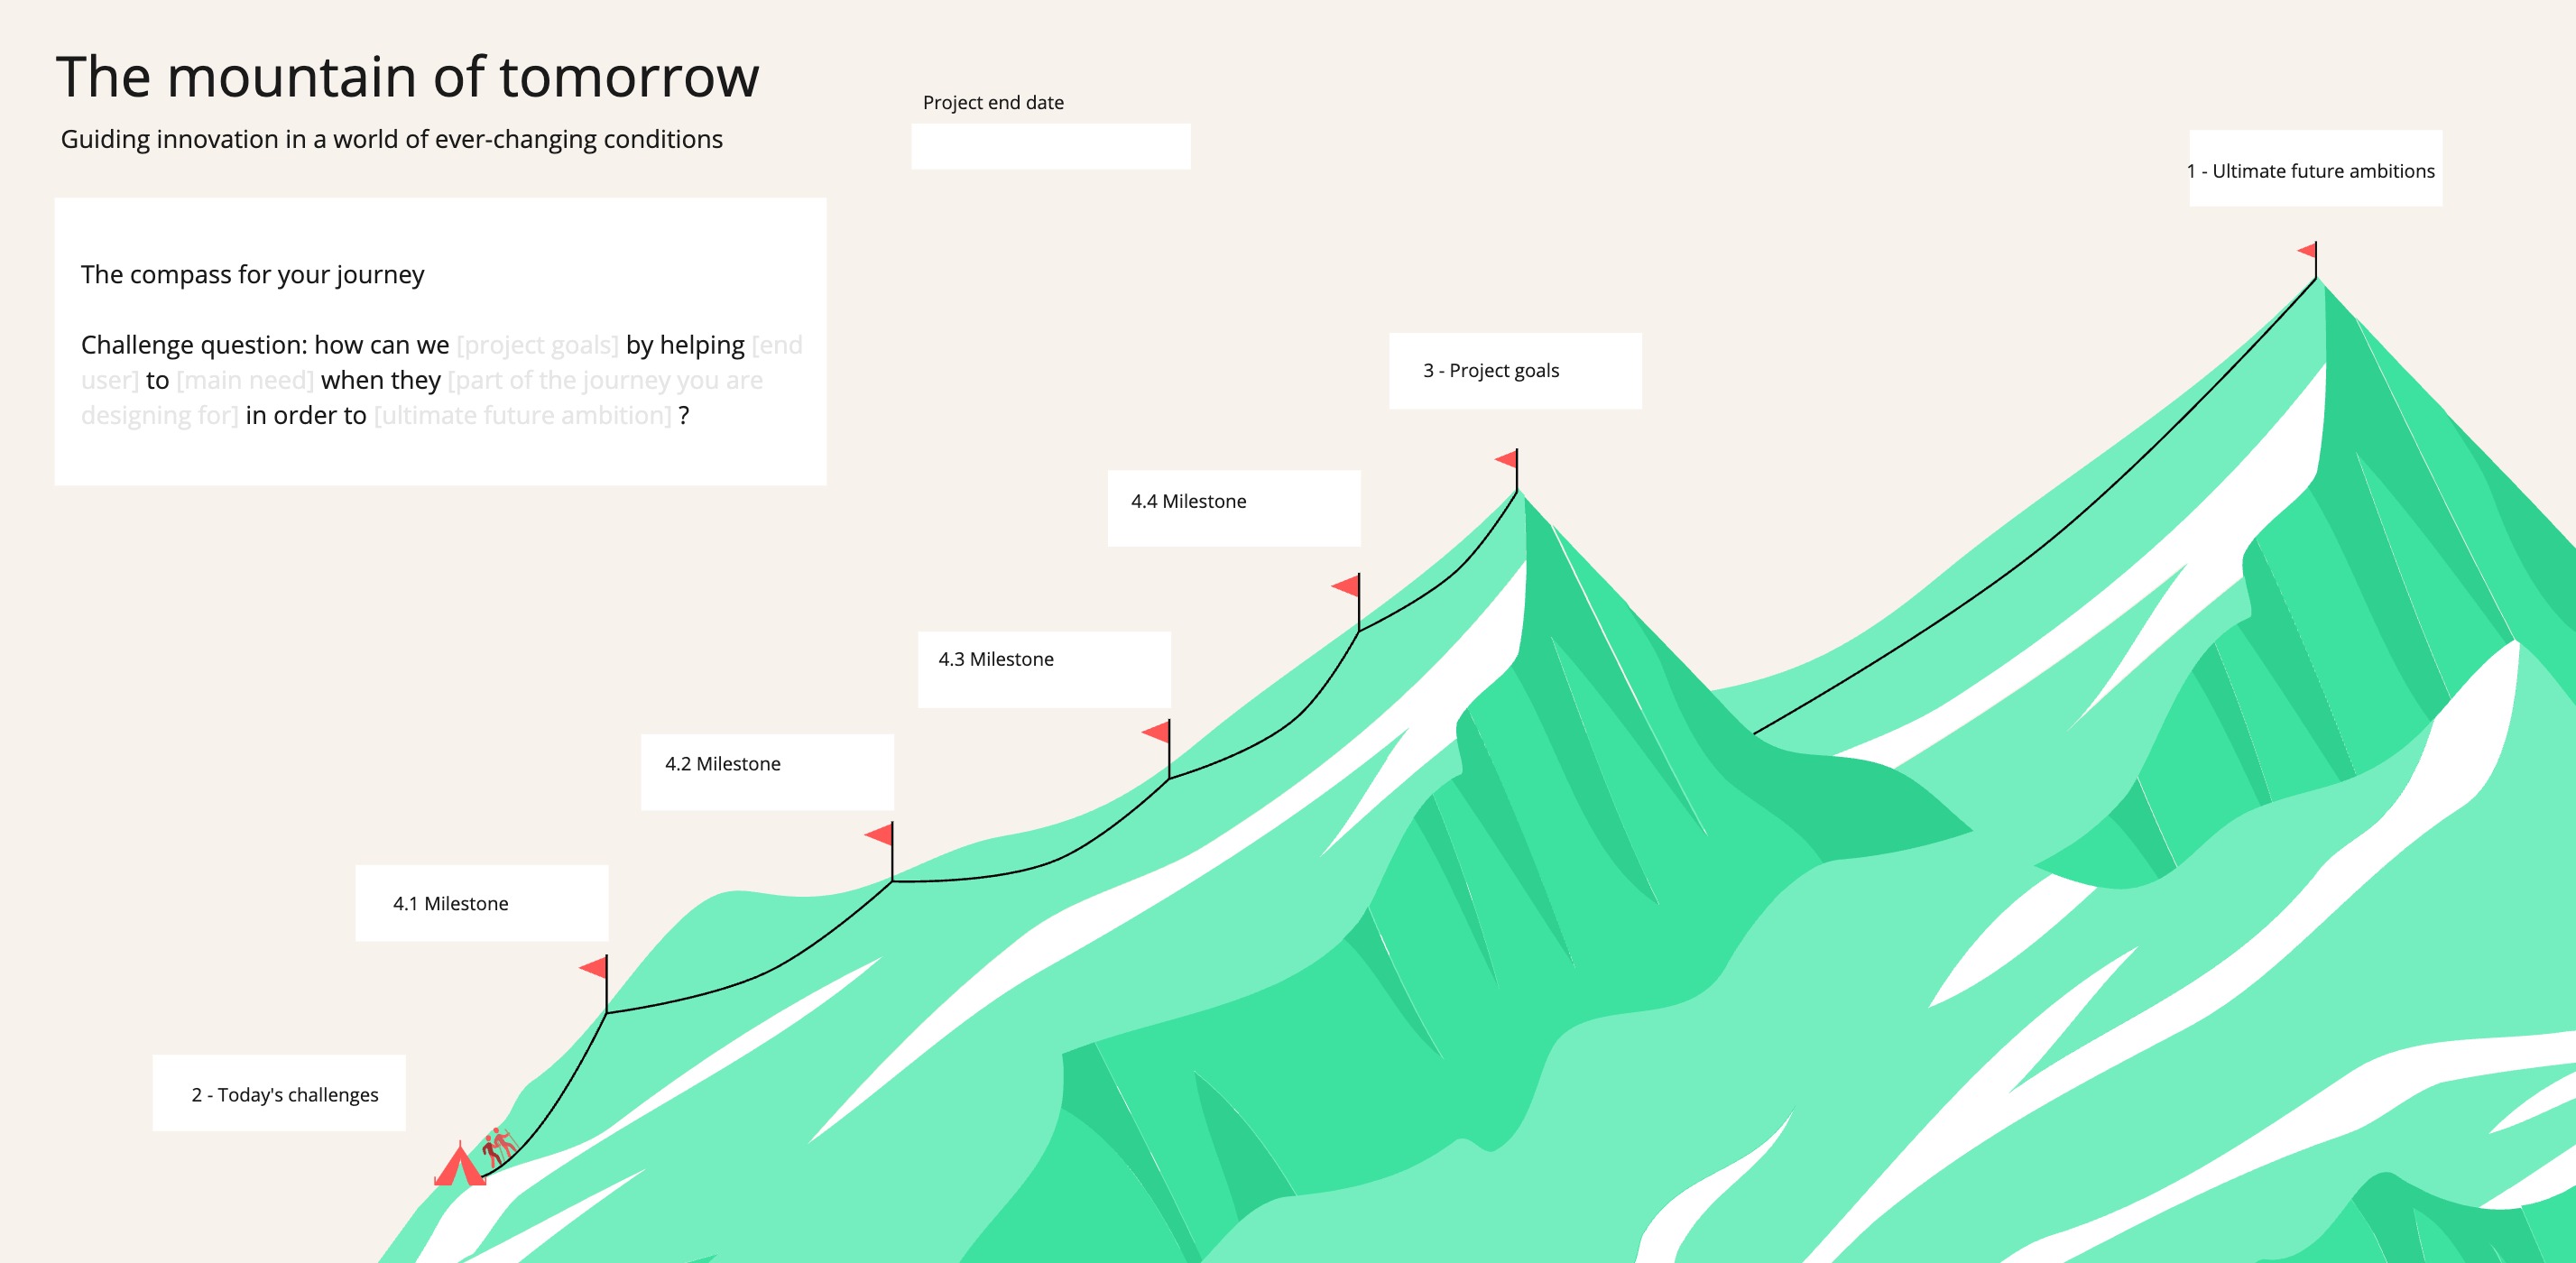 The mountain of tomorrow
Guiding innovation in a world of ever-changing conditions
Project end date
The compass for your journey
Challenge question: how can we [project goals] by helping [end
user] to [main need] when they [part of the journey you are
designing for] in order to [ultimate future ambition] ?
1 - Ultimate future ambitions
3 - Project goals
4.4 Milestone
4.3 Milestone
4.2 Milestone
4.1 Milestone
2 - Today's challenges